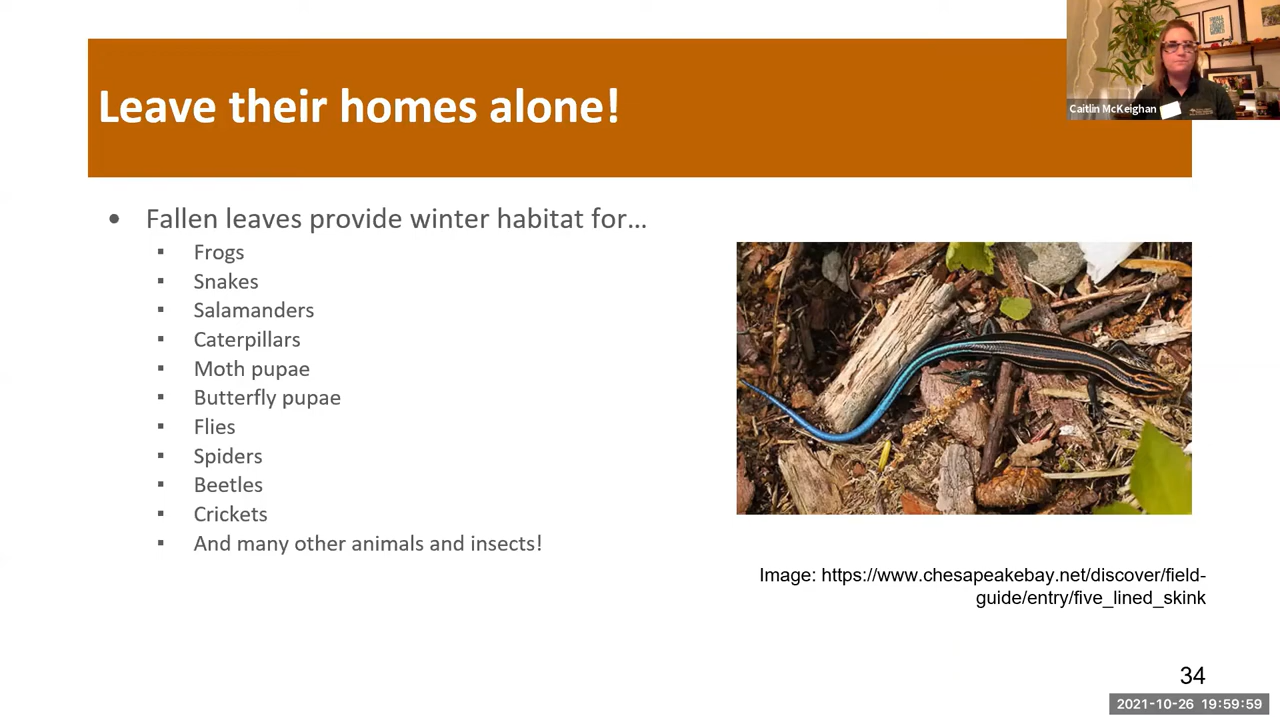 Leave their homes alone!
Caitlin McKeighan
• Fallen leaves provide winter habitat for...
▪ Frogs
▪ Snakes
▪ Salamanders
▪ Caterpillars
▪ Moth pupae
▪ Butterfly pupae
▪ Flies
▪ Spiders
▪ Beetles
▪ Crickets
▪ And many other animals and insects!
Image: https://www.chesapeakebay.net/discover/field-
guide/entry/five_lined_skink
34
2021-10-26 19:59:59